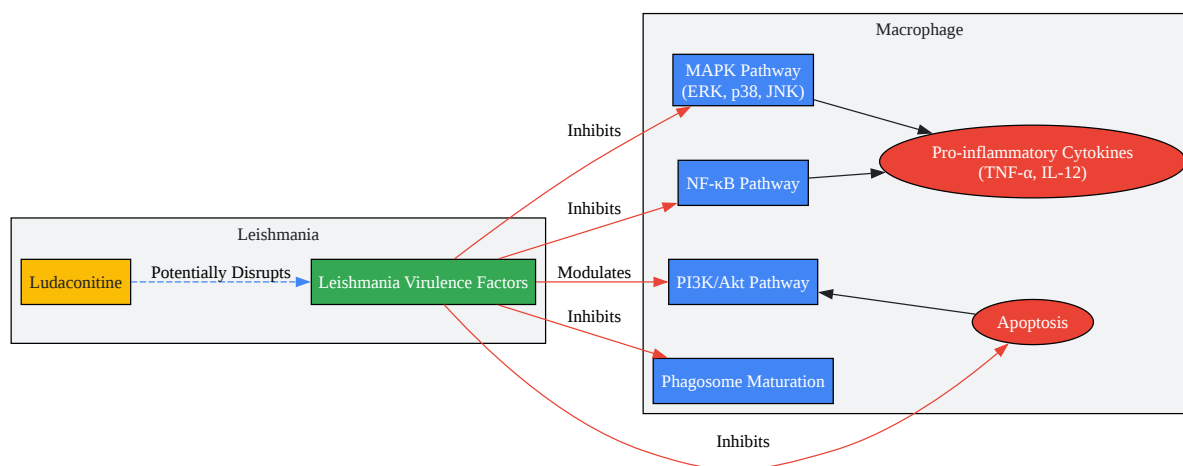 Macrophage
MAPK Pathway
(ERK, p38, JNK)
Inhibits
Pro-inflammatory Cytokines
(TNF-α, IL-12)
NF-κB Pathway
Inhibits
Leishmania
Ludaconitine
Potentially Disrupts
Leishmania Virulence Factors
Modulates
PI3K/Akt Pathway
Inhibits
Apoptosis
Phagosome Maturation
Inhibits